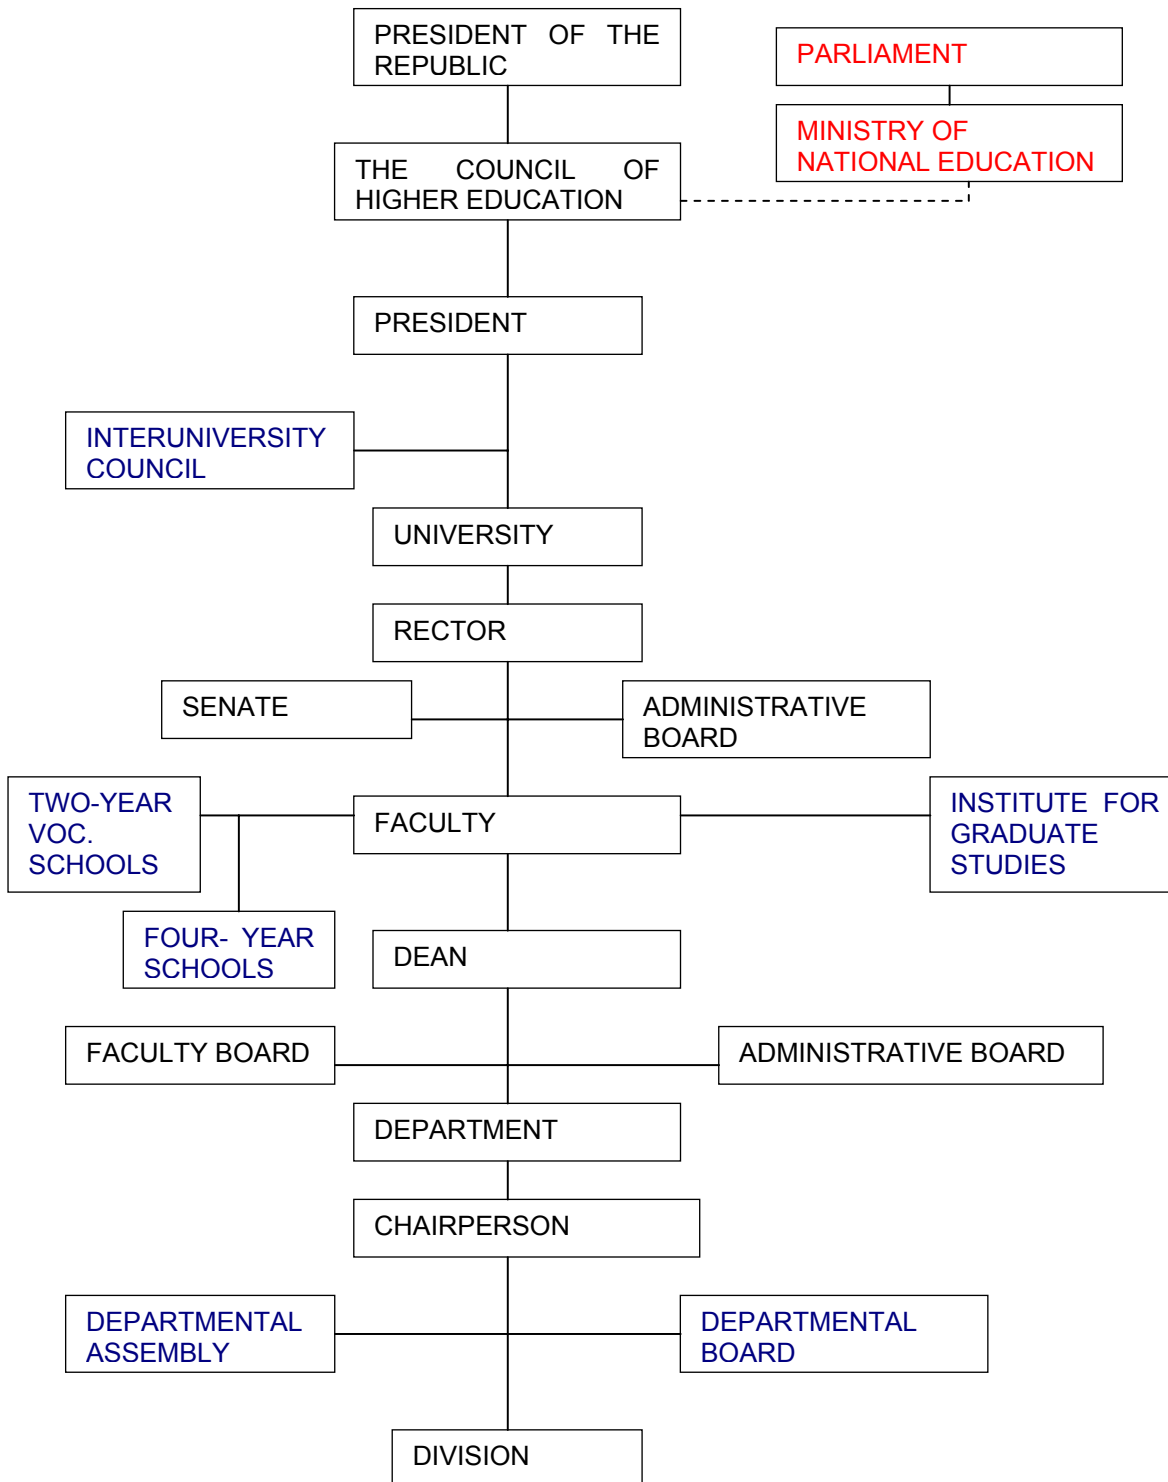 PRESIDENT OF THE
REPUBLIC
PARLIAMENT
MINISTRY OF
NATIONAL EDUCATION
THE COUNCIL OF
HIGHER EDUCATION
PRESIDENT
INTERUNIVERSITY
COUNCIL
UNIVERSITY
RECTOR
SENATE
ADMINISTRATIVE
BOARD
TWO-YEAR
VOC.
SCHOOLS
FACULTY
INSTITUTE FOR
GRADUATE
STUDIES
FOUR- YEAR
SCHOOLS
DEAN
FACULTY BOARD
ADMINISTRATIVE BOARD
DEPARTMENT
CHAIRPERSON
DEPARTMENTAL
ASSEMBLY
DEPARTMENTAL
BOARD
DIVISION